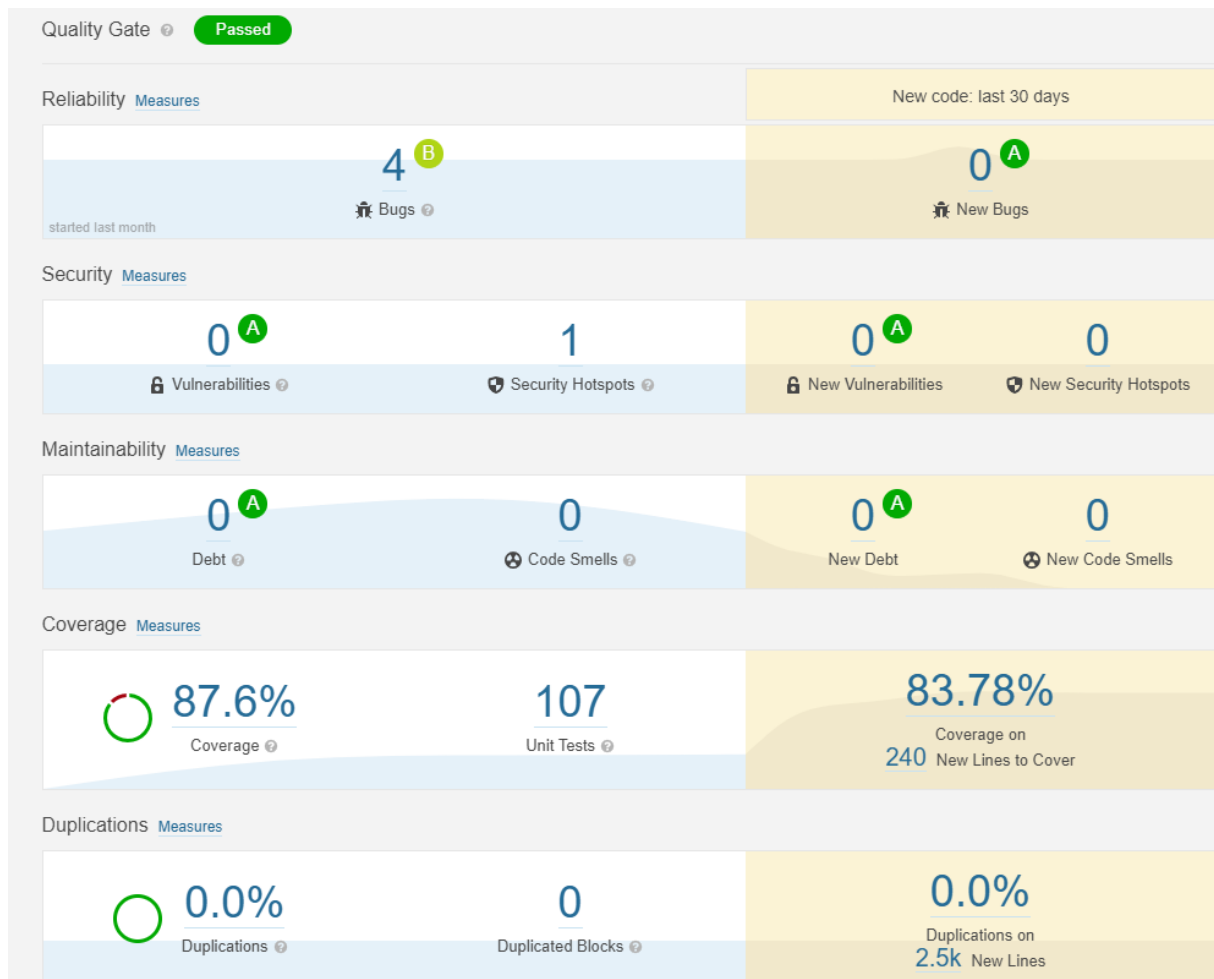 Quality Gate ? Passed
Reliability Measures
New code: last 30 days
4 B
0 A
Bugs ?
New Bugs
started last month
Security Measures
0 A
1
0 A
0
Vulnerabilities ?
Security Hotspots ?
New Vulnerabilities
New Security Hotspots
Maintainability Measures
0 A
0
0 A
0
Debt ?
Code Smells ?
New Debt
New Code Smells
Coverage Measures
87.6%
107
83.78%
Coverage ?
Unit Tests ?
Coverage on
240 New Lines to Cover
Duplications Measures
0.0%
0
0.0%
Duplications ?
Duplicated Blocks ?
Duplications on
2.5k New Lines